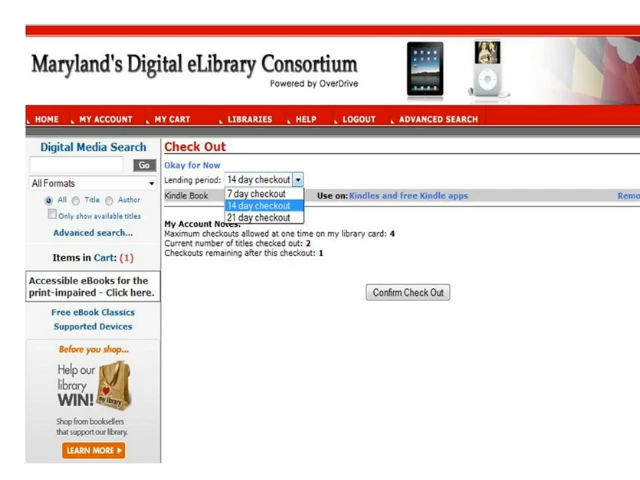 Maryland's Digital eLibrary Consortium
Powered by OverDrive
HOME MY ACCOUNT MY CART LIBRARIES HELP LOGOUT ADVANCED SEARCH
Digital Media Search
Go
All Formats
All Title Author
Only show available titles
Advanced search...
Items in Cart: (1)
Accessible eBooks for the
print-impaired - Click here.
Free eBook Classics
Supported Devices
Before you shop...
Help our
library
WIN!
my library
Shop from booksellers
that support our library.
LEARN MORE
Check Out
Okay for Now
Lending period: 14 day checkout
7 day checkout
14 day checkout
21 day checkout
Kindle Book Use on: Kindles and free Kindle apps Remo
My Account Notes:
Maximum checkouts allowed at one time on my library card: 4
Current number of titles checked out: 2
Checkouts remaining after this checkout: 1
Confirm Check Out